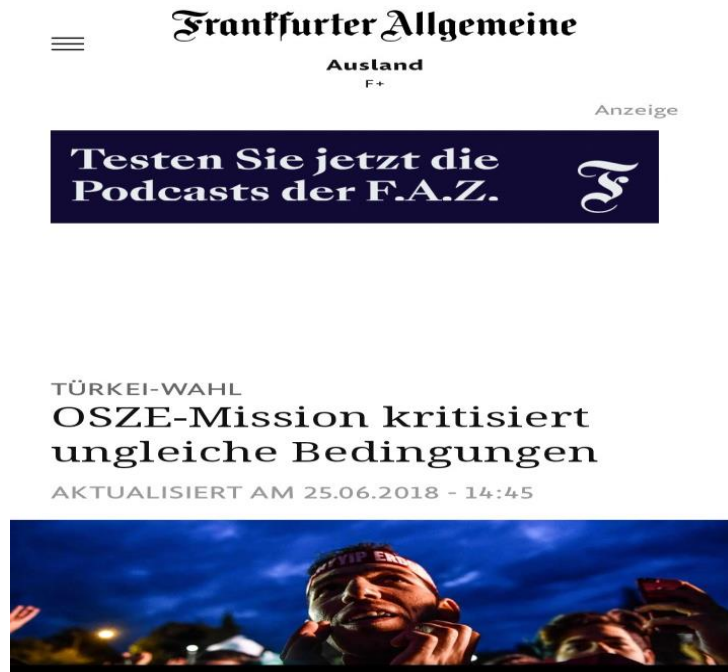 Frankfurter Allgemeine
Ausland
F+
Anzeige
Testen Sie jetzt die
Podcasts der F.A.Z.
F
TÜRKEI-WAHL
OSZE-Mission kritisiert
ungleiche Bedingungen
AKTUALISIERT AM 25.06.2018 - 14:45